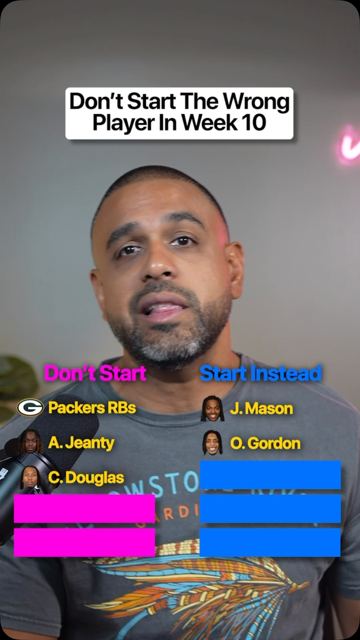 Don't Start The Wrong
Player In Week 10
Don't Start
Start Instead
Packers RBs
J. Mason
A. Jeanty
O. Gordon
C. Douglas